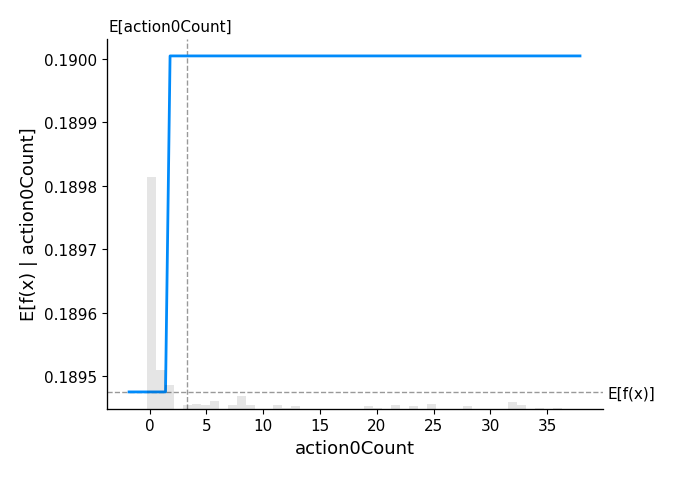 E[action0Count]
0.1900
0.1899
0.1898
0.1897
0.1896
0.1895
E[f(x) | action0Count]
E[f(x)]
0 5 10 15 20 25 30 35
action0Count